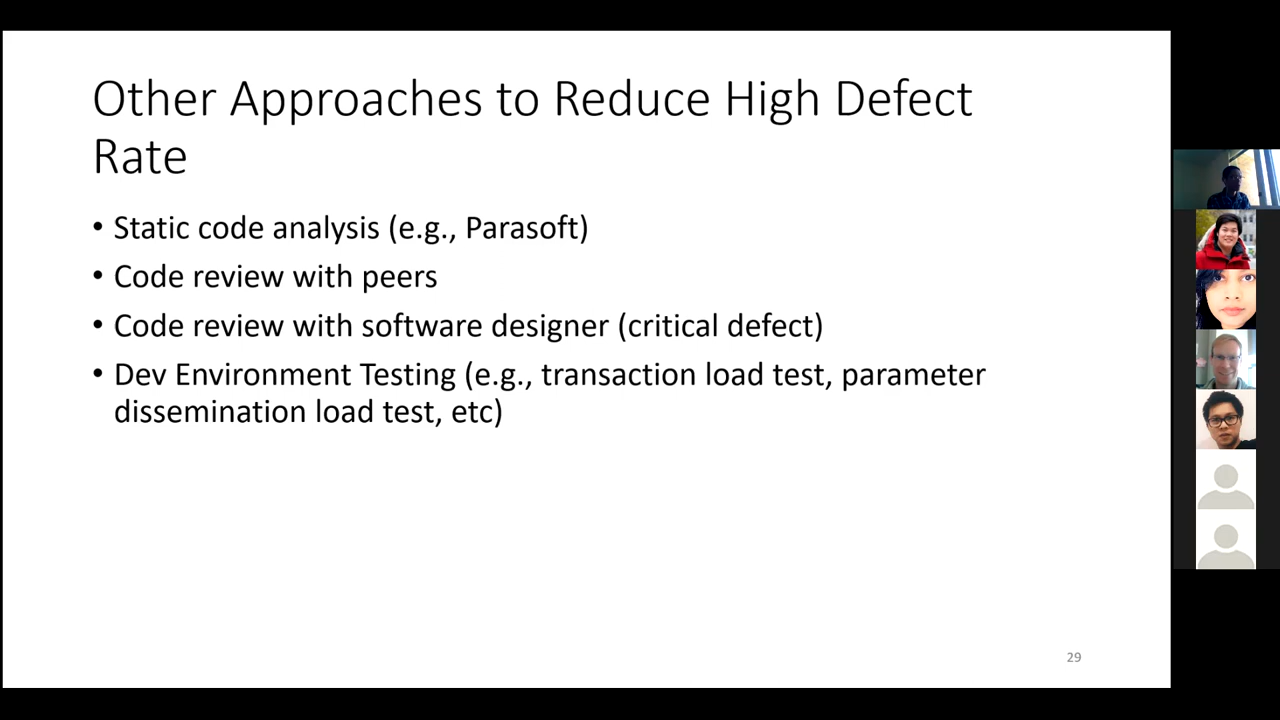 Other Approaches to Reduce High Defect
Rate
• Static code analysis (e.g., Parasoft)
• Code review with peers
• Code review with software designer (critical defect)
• Dev Environment Testing (e.g., transaction load test, parameter
dissemination load test, etc)
29